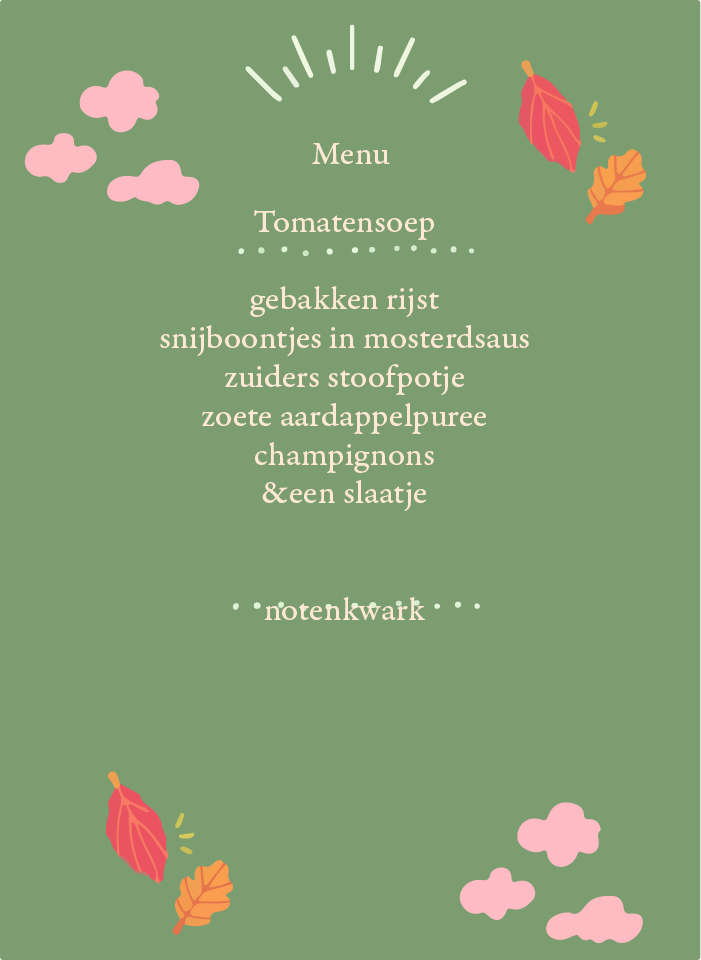 Menu
Tomatensoep
gebakken rijst
snijboontjes in mosterdsaus
zuiders stoofpotje
zoete aardappelpuree
champignons
&een slaatje
notenkwark